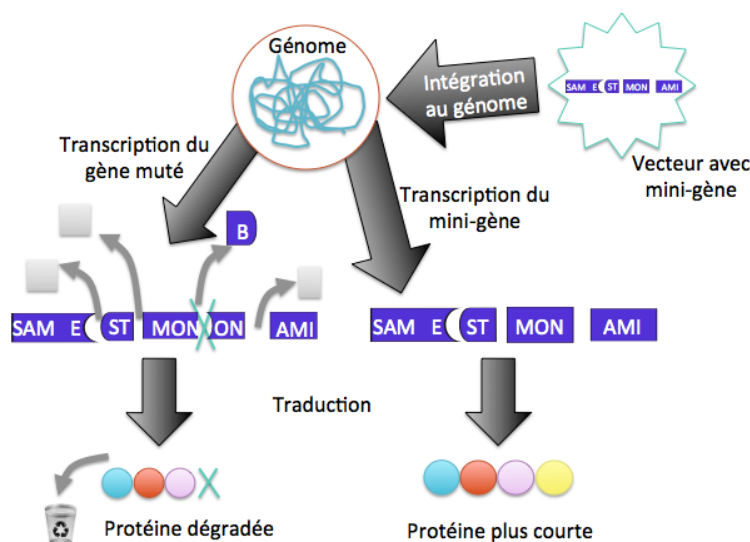 Génome
Intégration
au génome
SAM E ST MON AMI
Vecteur avec
mini-gène
Transcription du
gène muté
Transcription du
mini-gène
B
SAM E ST MON ON AMI
SAM E ST MON AMI
Traduction
Protéine dégradée
Protéine plus courte